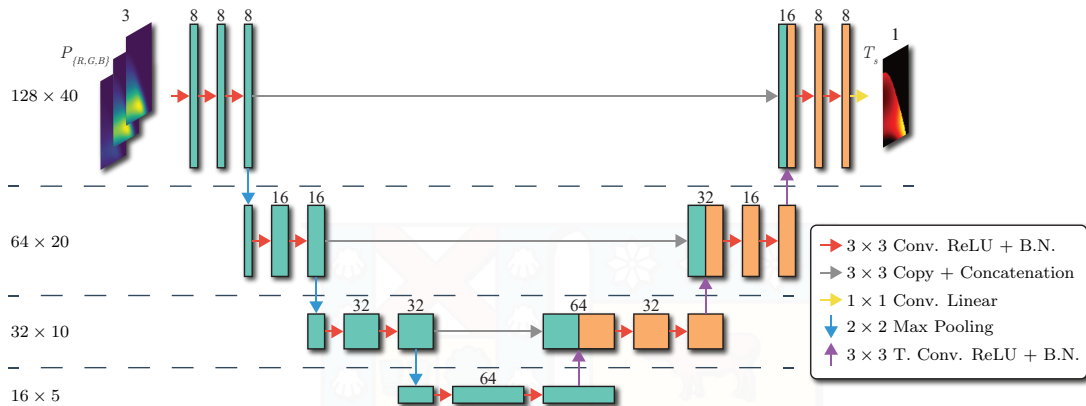 3 8 8 8 16 8 8 1
P{R,G,B} T_s
128 × 40
16 16 32 16
64 × 20
32 32 64 32
32 × 10
64
16 × 5
3 × 3 Conv. ReLU + B.N.
3 × 3 Copy + Concatenation
1 × 1 Conv. Linear
2 × 2 Max Pooling
3 × 3 T. Conv. ReLU + B.N.